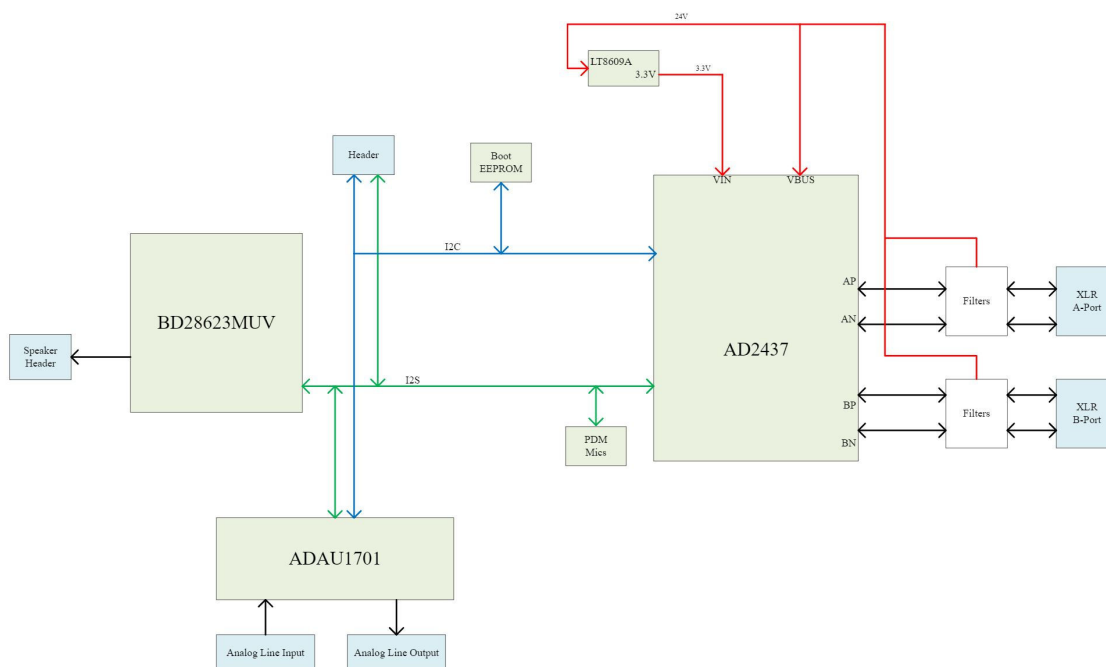 24V
LT8609A
3.3V
3.3V
Header
Boot
EEPROM
VIN
VBUS
I2C
BD28623MUV
AD2437
AP
AN
Filters
XLR
A-Port
Speaker
Header
I2S
BP
BN
Filters
XLR
B-Port
PDM
Mics
ADAU1701
Analog Line Input
Analog Line Output